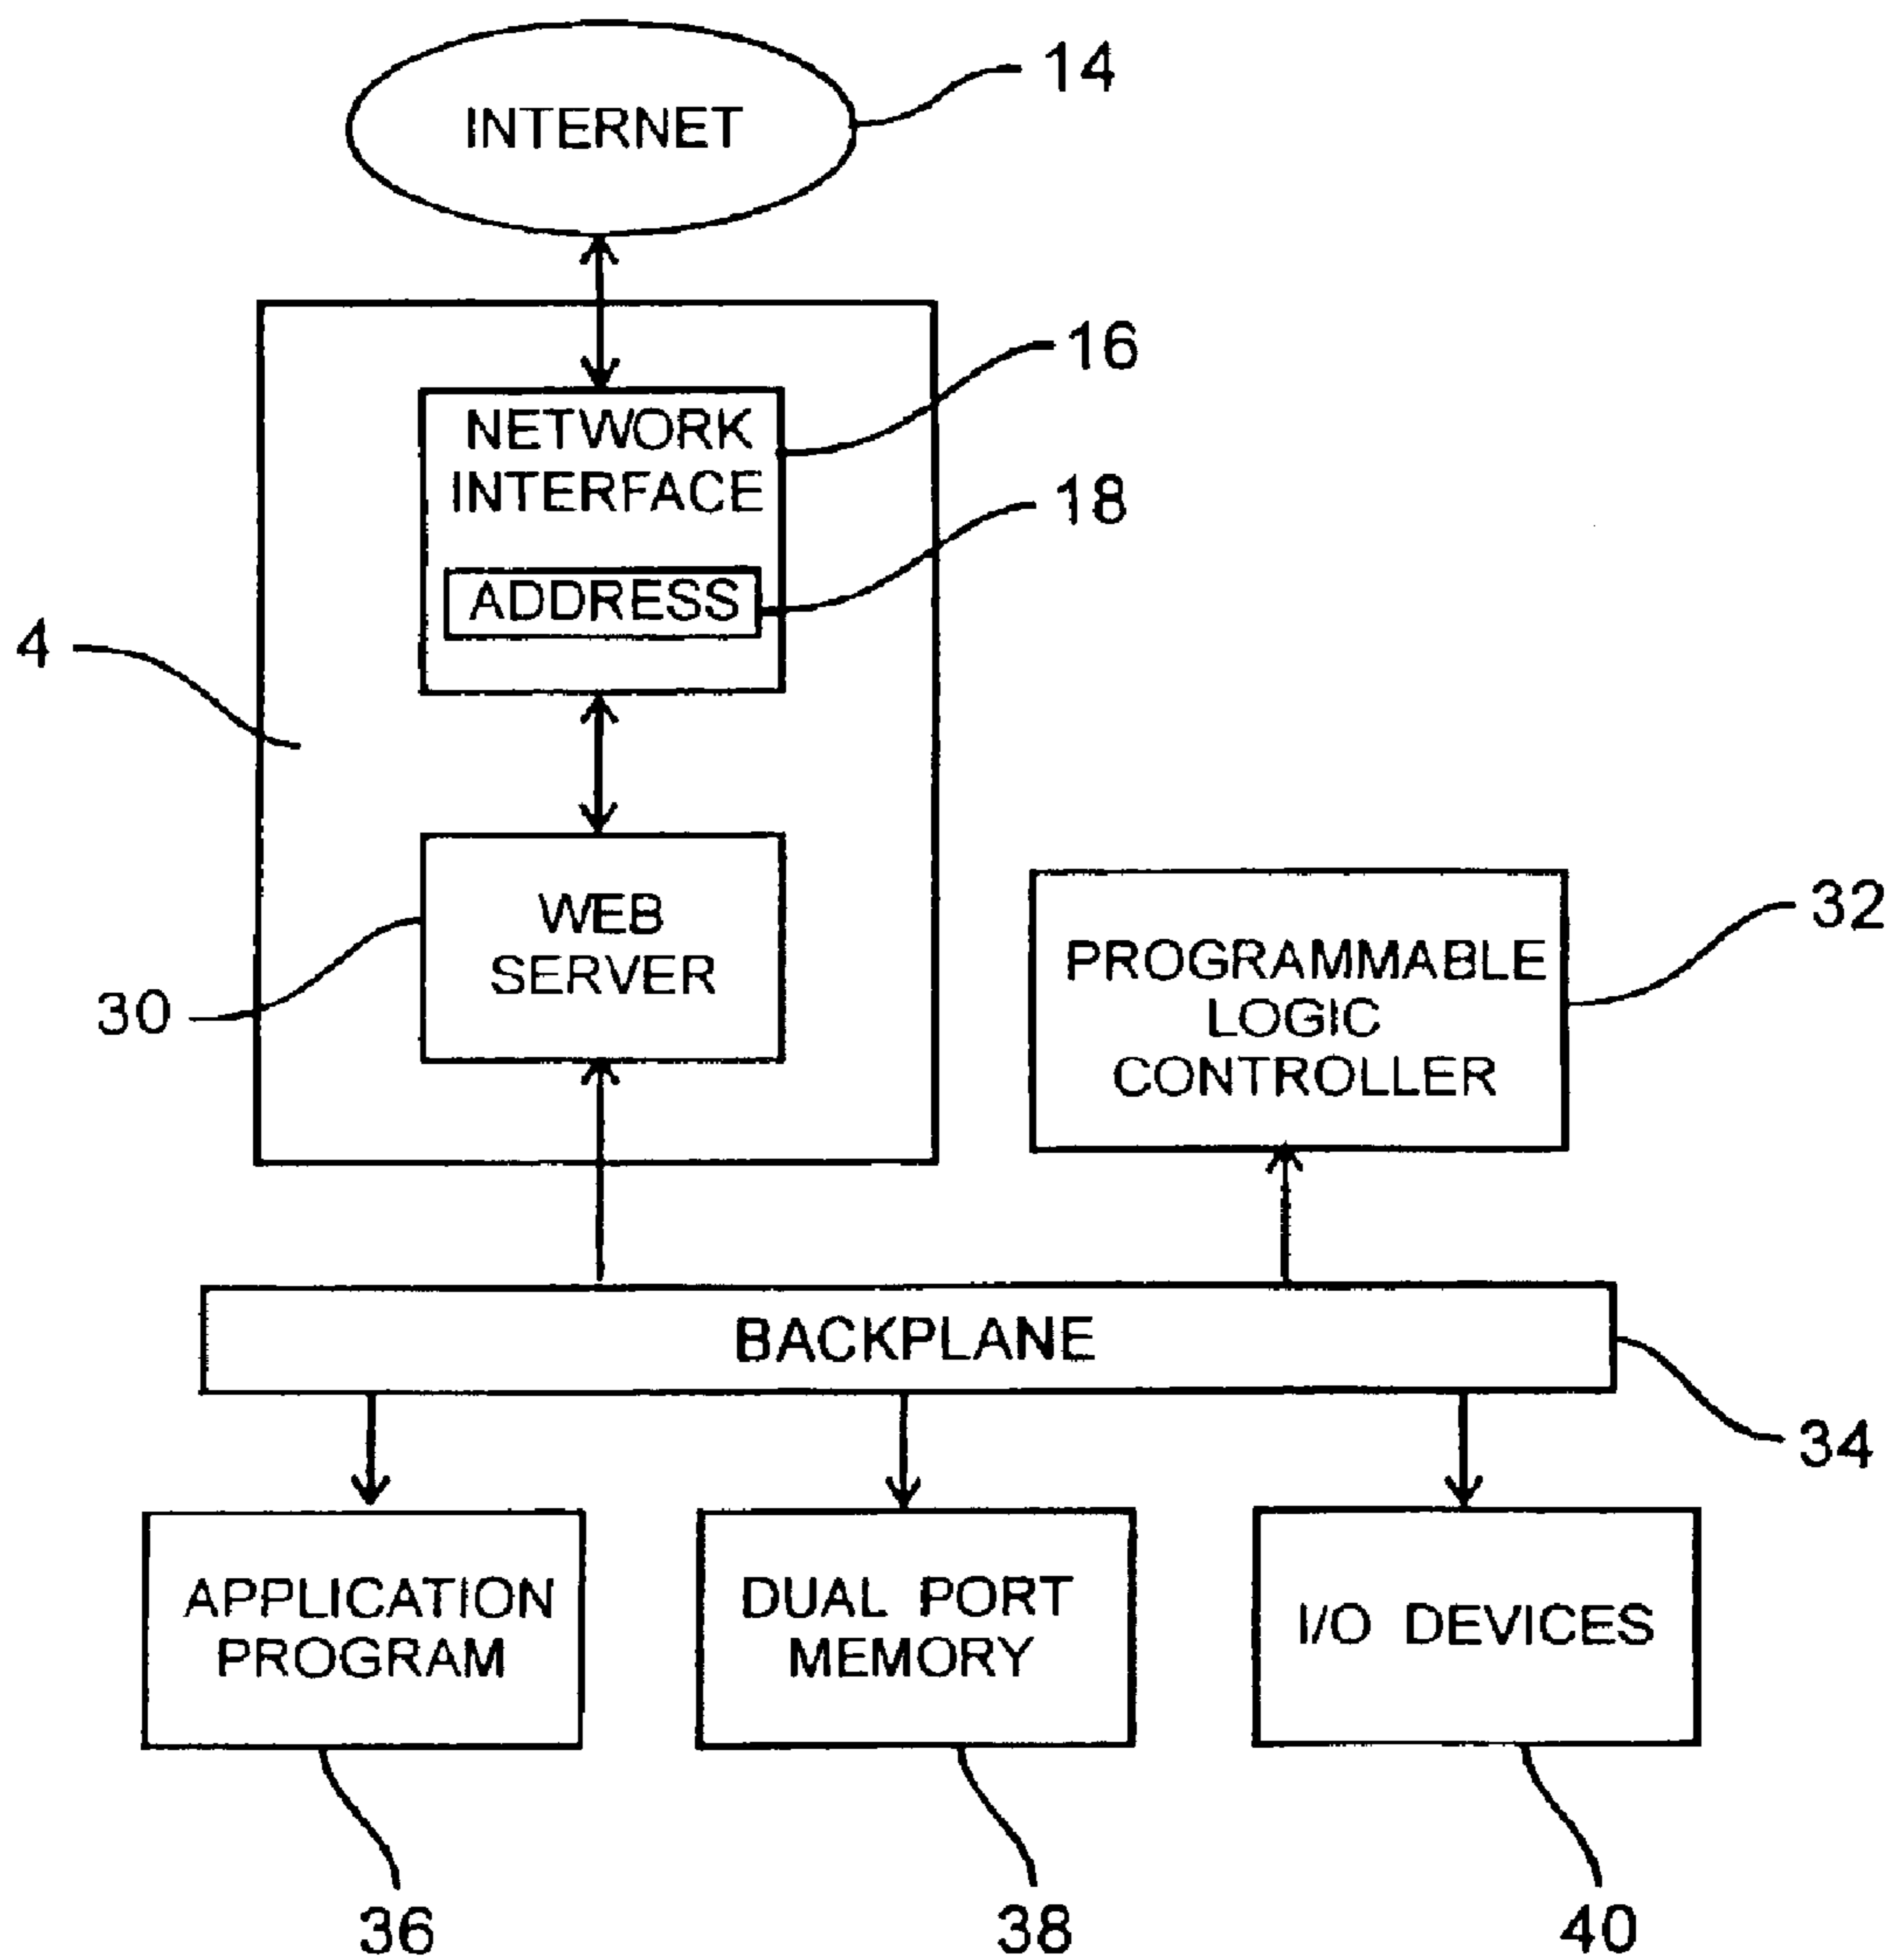 INTERNET
14
NETWORK
INTERFACE
16
ADDRESS
18
4
WEB
SERVER
30
PROGRAMMABLE
LOGIC
CONTROLLER
32
BACKPLANE
34
APPLICATION
PROGRAM
DUAL PORT
MEMORY
I/O DEVICES
36
38
40